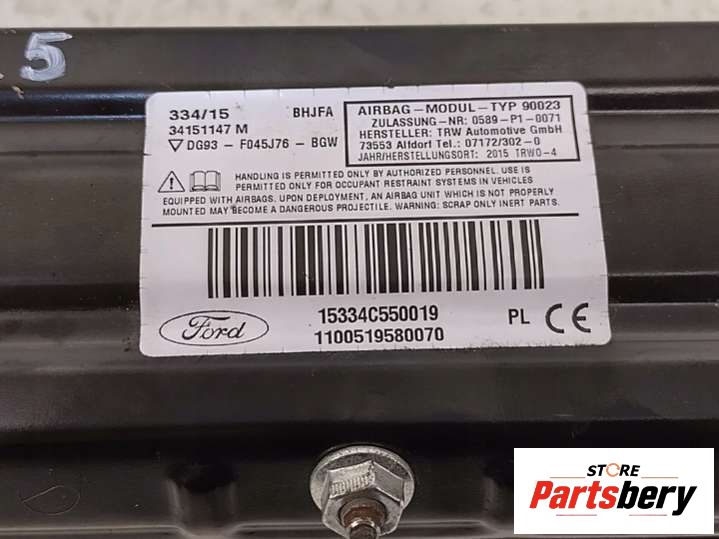 5
334/15
34151147 M
DG93 - F045J76 - BGW
BHJFA
AIRBAG-MODUL-TYP 90023
ZULASSUNG-NR: 0589-P1-0071
HERSTELLER: TRW Automotive GmbH
73553 Alfdorf Tel.: 07172/302-0
JAHR/HERSTELLUNGSORT: 2015 TRW0-4
HANDLING IS PERMITTED ONLY BY AUTHORIZED PERSONNEL. USE IS
PERMITTED ONLY FOR OCCUPANT RESTRAINT SYSTEMS IN VEHICLES
EQUIPPED WITH AIRBAGS. UPON DEPLOYMENT, AN AIRBAG UNIT WHICH IS NOT PROPERLY
MOUNTED MAY BECOME A DANGEROUS PROJECTILE. WARNING: SCRAP ONLY INERT PARTS.
15334C550019
1100519580070
Ford
PL CE
STORE
Partsbery